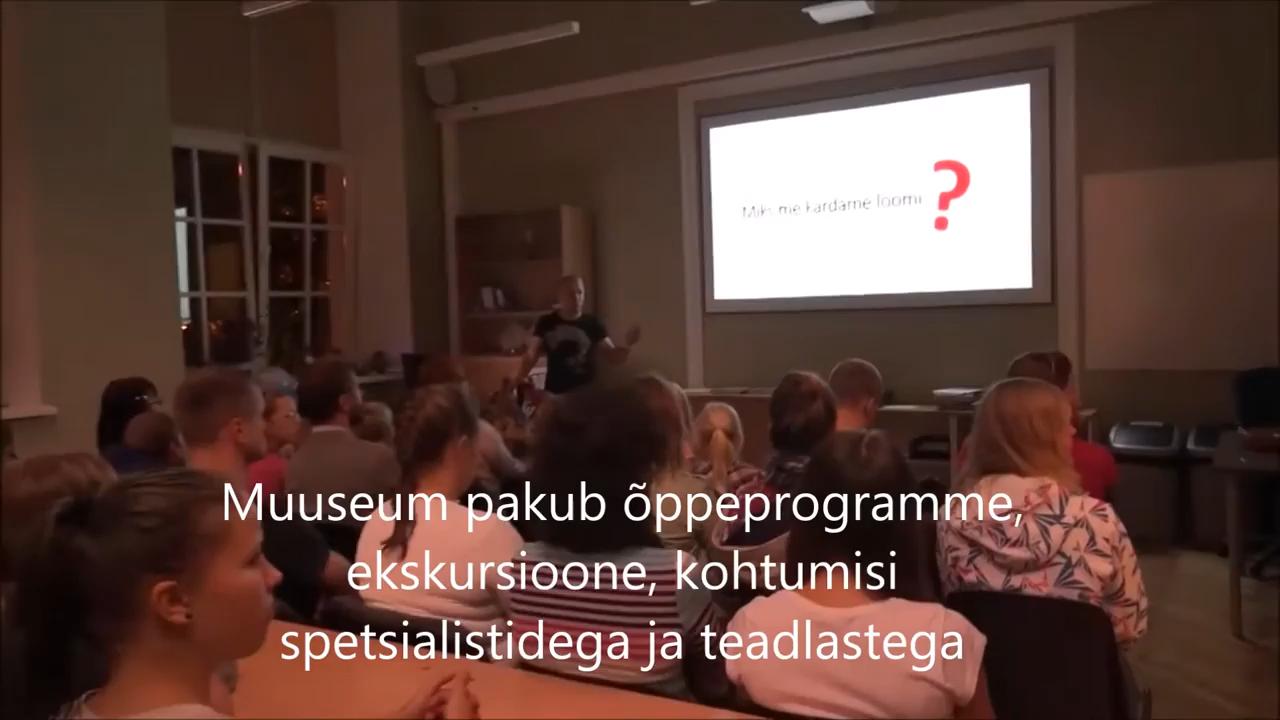 Miks me kardame loomi ?
Muuseum pakub õppeprogramme,
ekskursioone, kohtumisi
spetsialistidega ja teadlastega